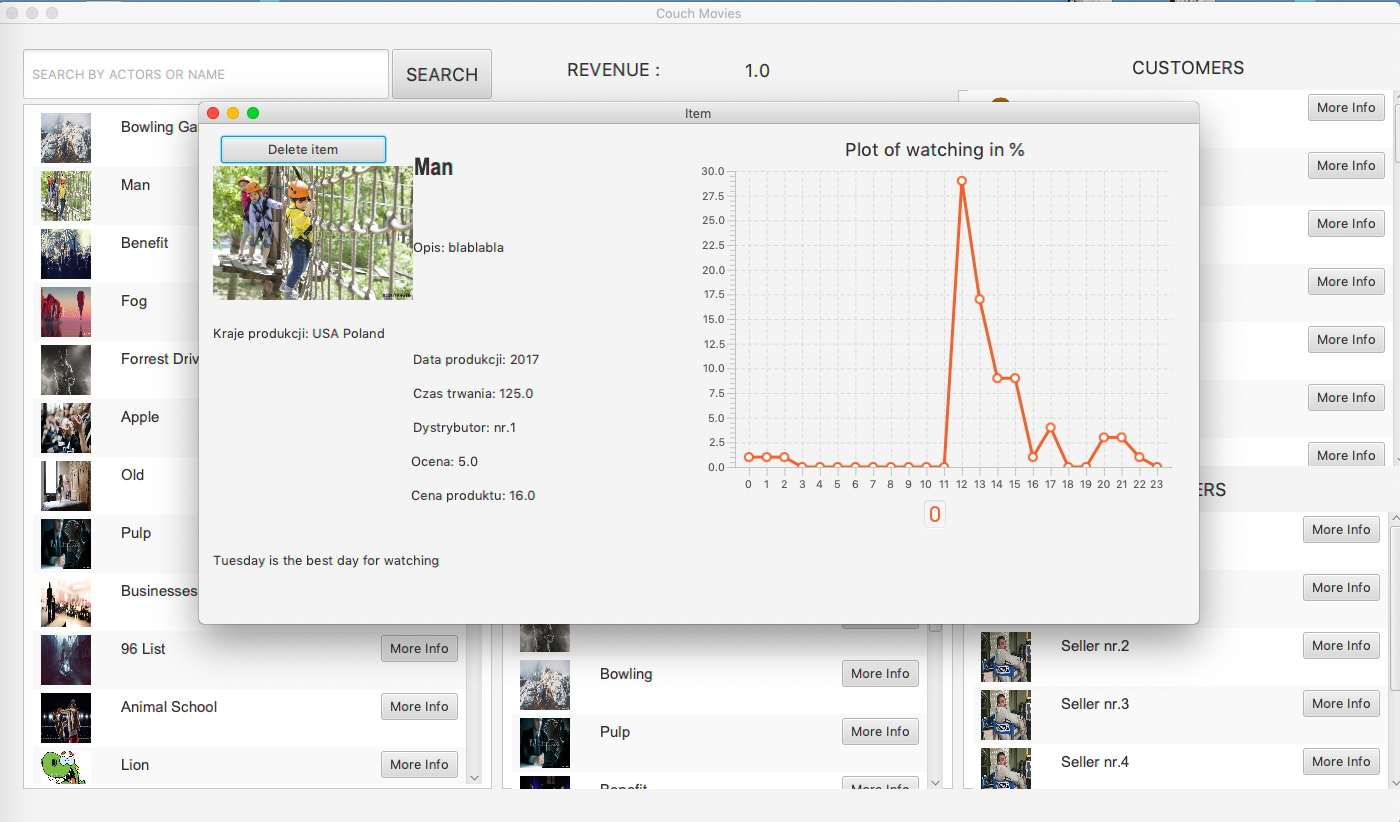 Couch Movies
SEARCH BY ACTORS OR NAME
SEARCH
REVENUE :
1.0
CUSTOMERS
More Info
More Info
More Info
More Info
More Info
More Info
More Info
Bowling Ga
Man
Benefit
Fog
Forrest Driv
Apple
Old
Pulp
Businesses
96 List
More Info
Animal School
More Info
Lion
More Info
Item
Delete item
Man
Opis: blablabla
Kraje produkcji: USA Poland
Data produkcji: 2017
Czas trwania: 125.0
Dystrybutor: nr.1
Ocena: 5.0
Cena produktu: 16.0
Tuesday is the best day for watching
Plot of watching in %
30.0
27.5
25.0
22.5
20.0
17.5
15.0
12.5
10.0
7.5
5.0
2.5
0.0
0 1 2 3 4 5 6 7 8 9 10 11 12 13 14 15 16 17 18 19 20 21 22 23
0
Bowling
More Info
Pulp
More Info
Benefit
More Info
ERS
More Info
More Info
Seller nr.2
More Info
Seller nr.3
More Info
Seller nr.4
More Info